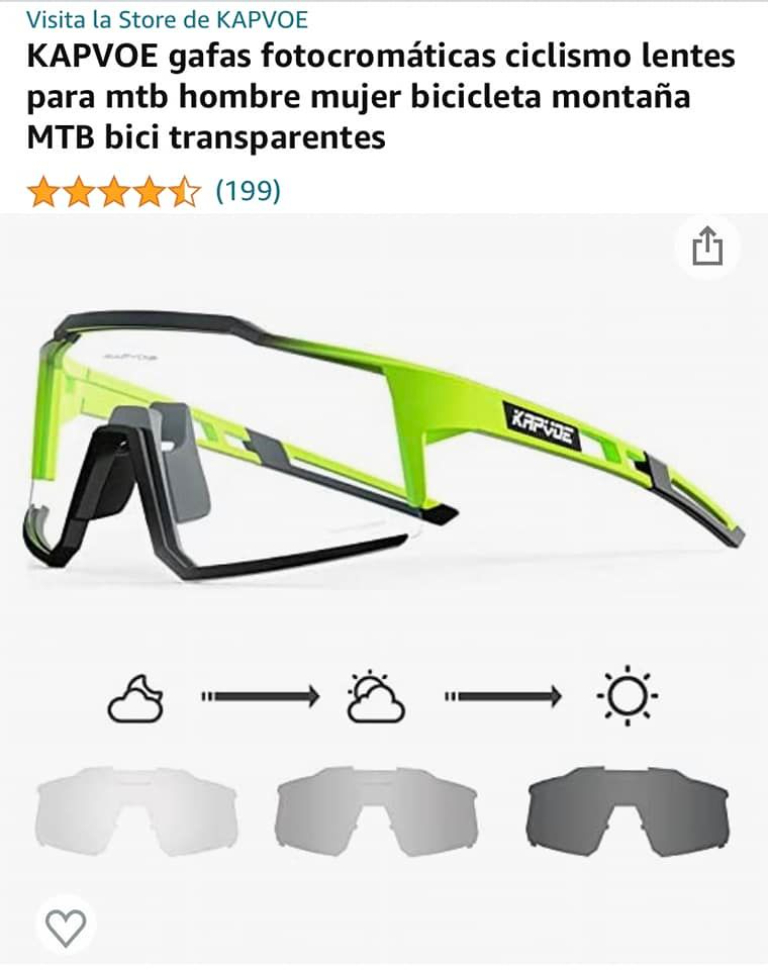 Visita la Store de KAPVOE
KAPVOE gafas fotocromáticas ciclismo lentes
para mtb hombre mujer bicicleta montaña
MTB bici transparentes
(199)
KAPVOE
KAPVOE